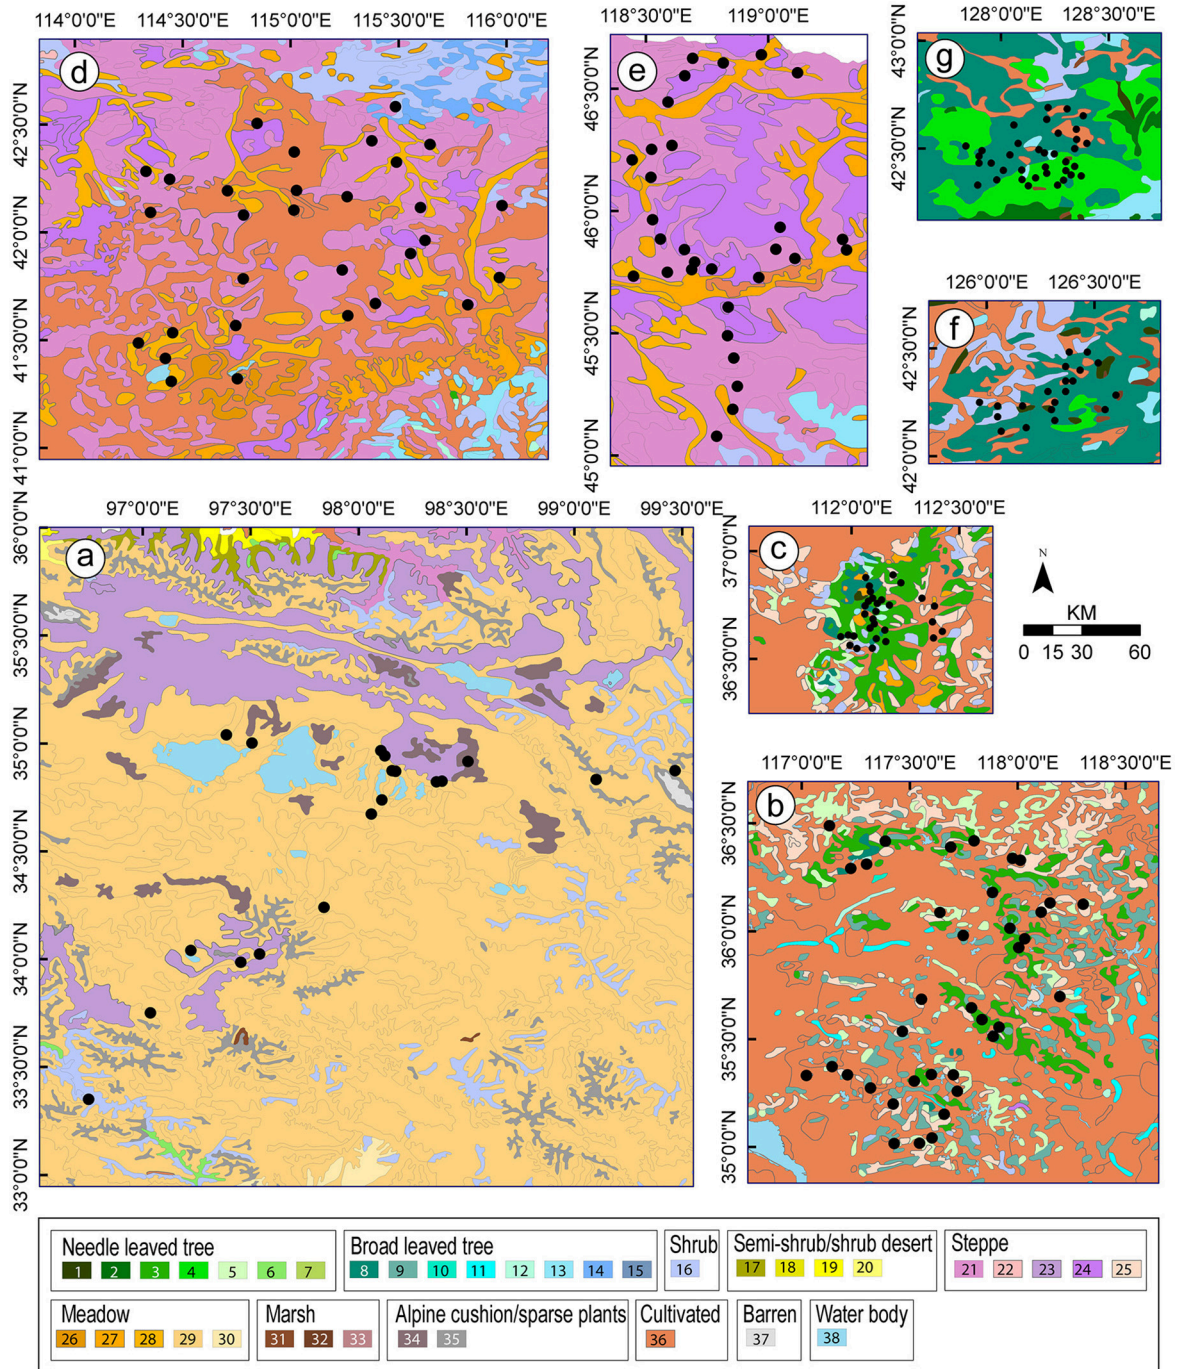 114°0'0"E 114°30'0"E 115°0'0"E 115°30'0"E 116°0'0"E
d
42°30'0"N
42°0'0"N
41°30'0"N
41°0'0"N
118°30'0"E 119°0'0"E
e
46°30'0"N
46°0'0"N
45°30'0"N
45°0'0"N
128°0'0"E 128°30'0"E
g
43°0'0"N
42°30'0"N
126°0'0"E 126°30'0"E
f
42°30'0"N
42°0'0"N
97°0'0"E 97°30'0"E 98°0'0"E 98°30'0"E 99°0'0"E 99°30'0"E
a
36°0'0"N
35°30'0"N
35°0'0"N
34°30'0"N
34°0'0"N
33°30'0"N
33°0'0"N
112°0'0"E 112°30'0"E
c
37°0'0"N
36°30'0"N
N
KM
0 15 30 60
117°0'0"E 117°30'0"E 118°0'0"E 118°30'0"E
b
36°30'0"N
36°0'0"N
35°30'0"N
35°0'0"N
Needle leaved tree
1 2 3 4 5 6 7
Broad leaved tree
8 9 10 11 12 13 14 15
Shrub
16
Semi-shrub/shrub desert
17 18 19 20
Steppe
21 22 23 24 25
Meadow
26 27 28 29 30
Marsh
31 32 33
Alpine cushion/sparse plants
34 35
Cultivated
36
Barren
37
Water body
38